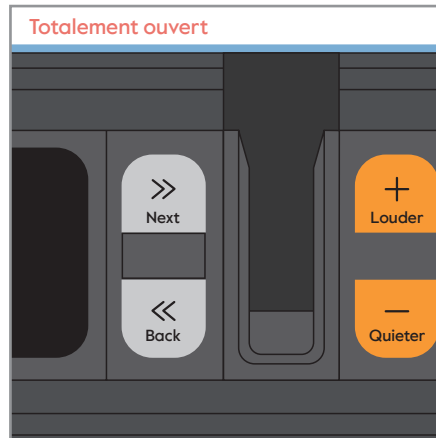 Totalement ouvert
>>
Next
+
Louder
<<
Back
−
Quieter